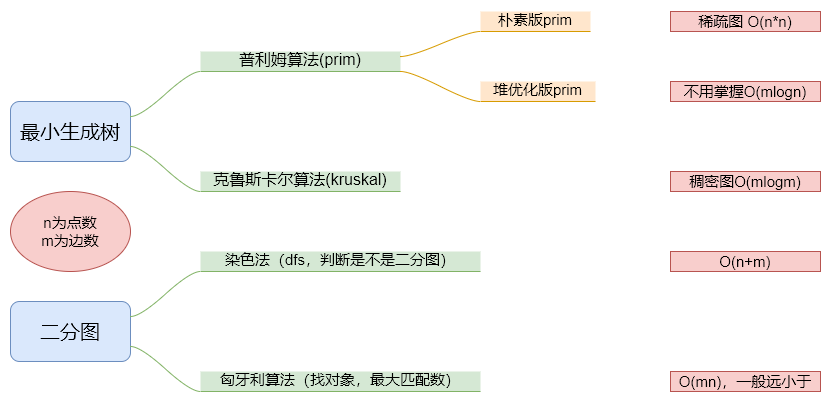 朴素版prim
稀疏图 O(n*n)
普利姆算法(prim)
堆优化版prim
不用掌握O(mlogn)
最小生成树
克鲁斯卡尔算法(kruskal)
稠密图O(mlogm)
n为点数
m为边数
染色法（dfs，判断是不是二分图）
O(n+m)
二分图
匈牙利算法（找对象，最大匹配数）
O(mn)，一般远小于